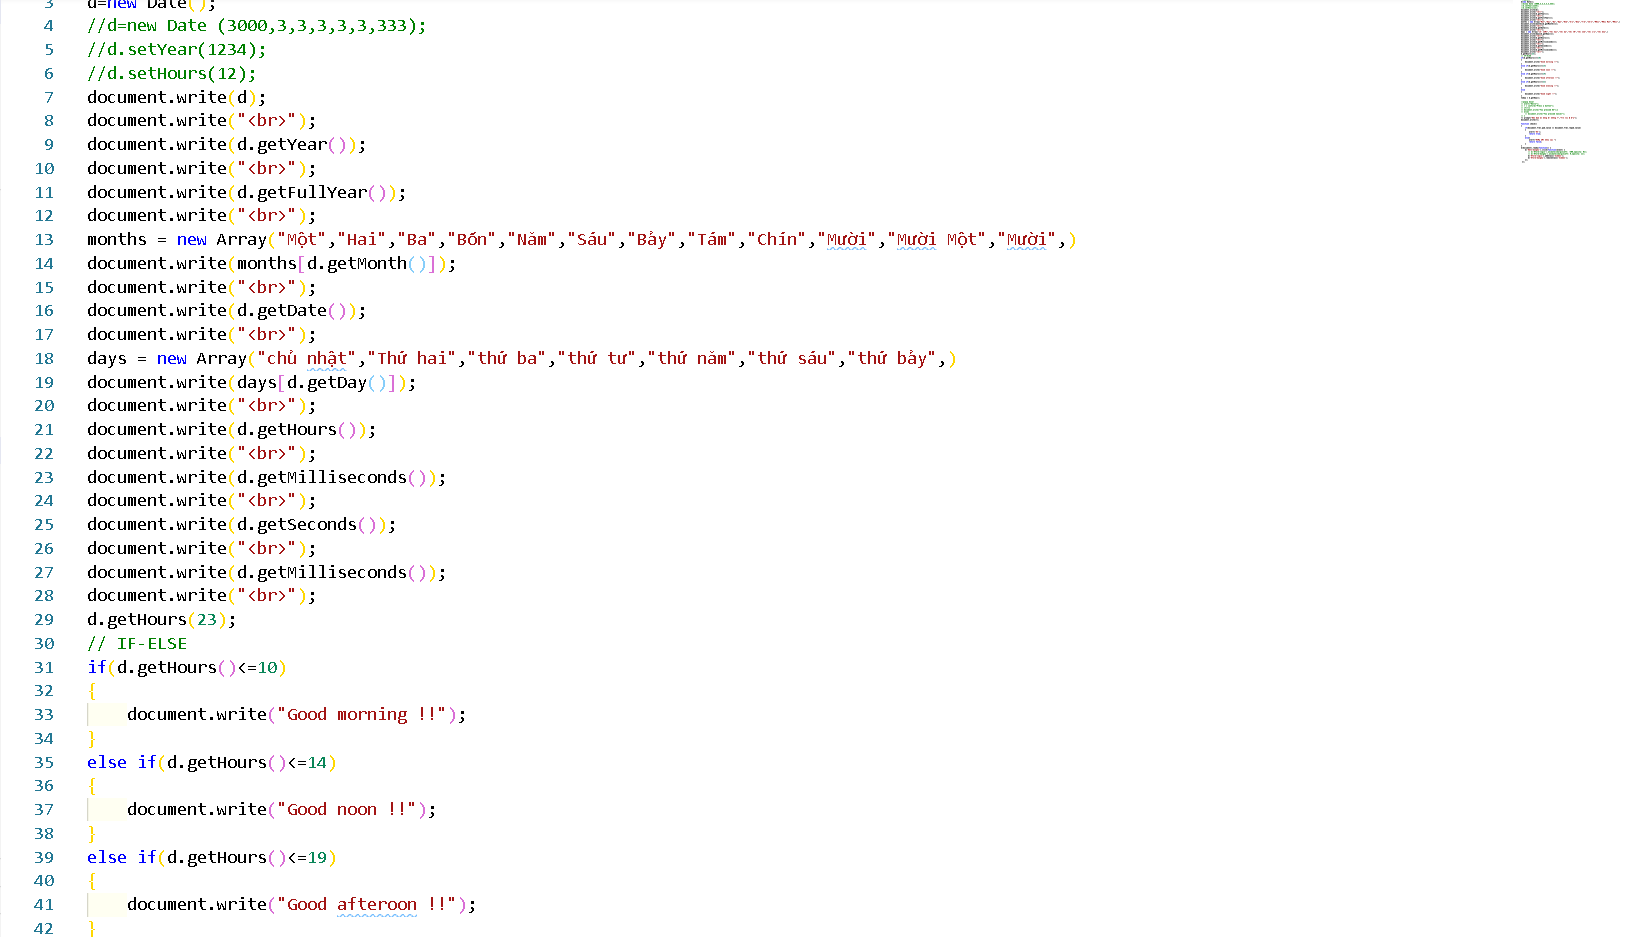 3 d=new Date();
4 //d=new Date (3000,3,3,3,3,3,333);
5 //d.setYear(1234);
6 //d.setHours(12);
7 document.write(d);
8 document.write("<br>");
9 document.write(d.getYear());
10 document.write("<br>");
11 document.write(d.getFullYear());
12 document.write("<br>");
13 months = new Array("Một","Hai","Ba","Bốn","Năm","Sáu","Bảy","Tám","Chín","Mười","Mười Một","Mười",)
14 document.write(months[d.getMonth()]);
15 document.write("<br>");
16 document.write(d.getDate());
17 document.write("<br>");
18 days = new Array("chủ nhật","Thứ hai","thứ ba","thứ tư","thứ năm","thứ sáu","thứ bảy",)
19 document.write(days[d.getDay()]);
20 document.write("<br>");
21 document.write(d.getHours());
22 document.write("<br>");
23 document.write(d.getMilliseconds());
24 document.write("<br>");
25 document.write(d.getSeconds());
26 document.write("<br>");
27 document.write(d.getMilliseconds());
28 document.write("<br>");
29 d.getHours(23);
30 // IF-ELSE
31 if(d.getHours()<=10)
32 {
33 document.write("Good morning !!");
34 }
35 else if(d.getHours()<=14)
36 {
37 document.write("Good noon !!");
38 }
39 else if(d.getHours()<=19)
40 {
41 document.write("Good afteroon !!");
42 }